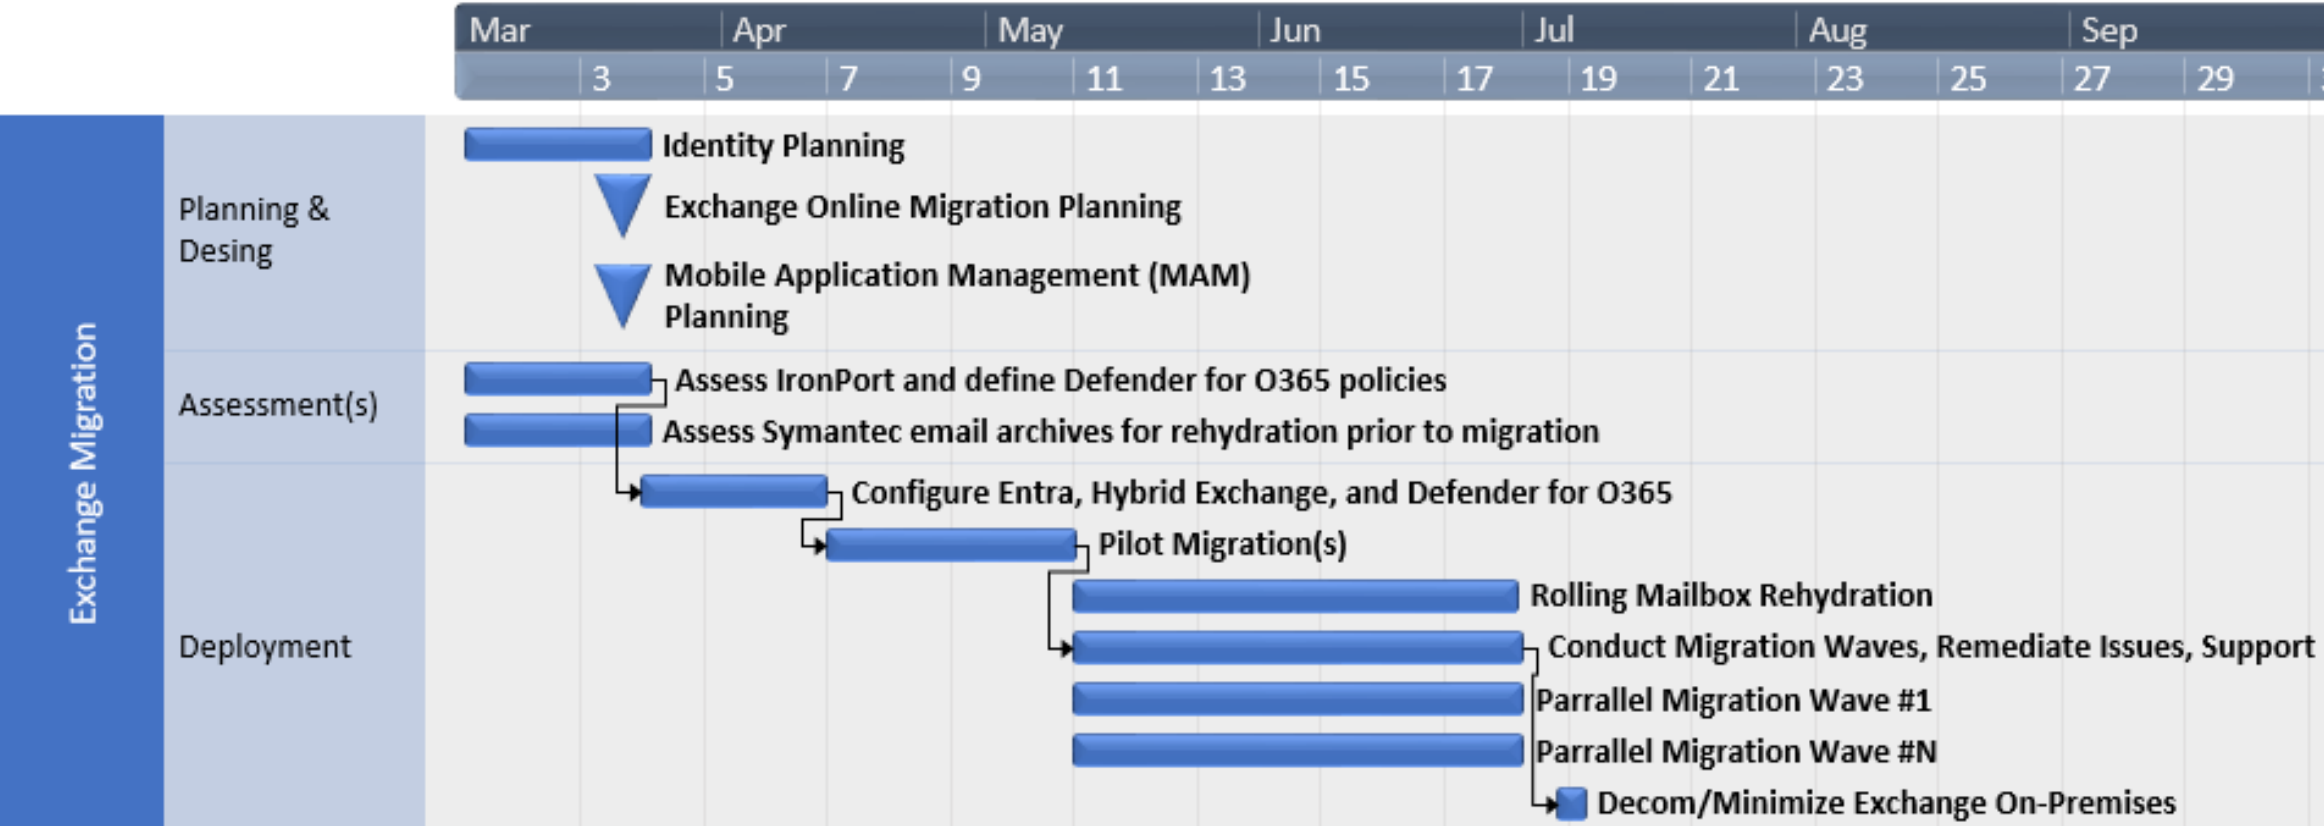 Mar Apr May Jun Jul Aug Sep
3 5 7 9 11 13 15 17 19 21 23 25 27 29
Exchange Migration
Planning &
Desing
Identity Planning
Exchange Online Migration Planning
Mobile Application Management (MAM)
Planning
Assessment(s)
Assess IronPort and define Defender for O365 policies
Assess Symantec email archives for rehydration prior to migration
Deployment
Configure Entra, Hybrid Exchange, and Defender for O365
Pilot Migration(s)
Rolling Mailbox Rehydration
Conduct Migration Waves, Remediate Issues, Support
Parrallel Migration Wave #1
Parrallel Migration Wave #N
Decom/Minimize Exchange On-Premises